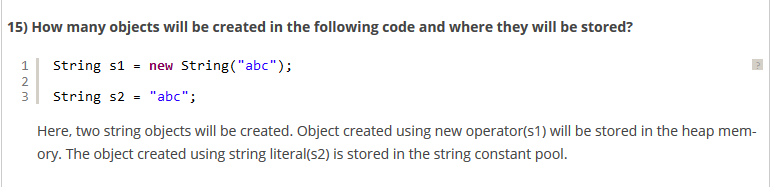 15) How many objects will be created in the following code and where they will be stored?
1 String s1 = new String("abc");
2
3 String s2 = "abc";
?
Here, two string objects will be created. Object created using new operator(s1) will be stored in the heap mem-
ory. The object created using string literal(s2) is stored in the string constant pool.